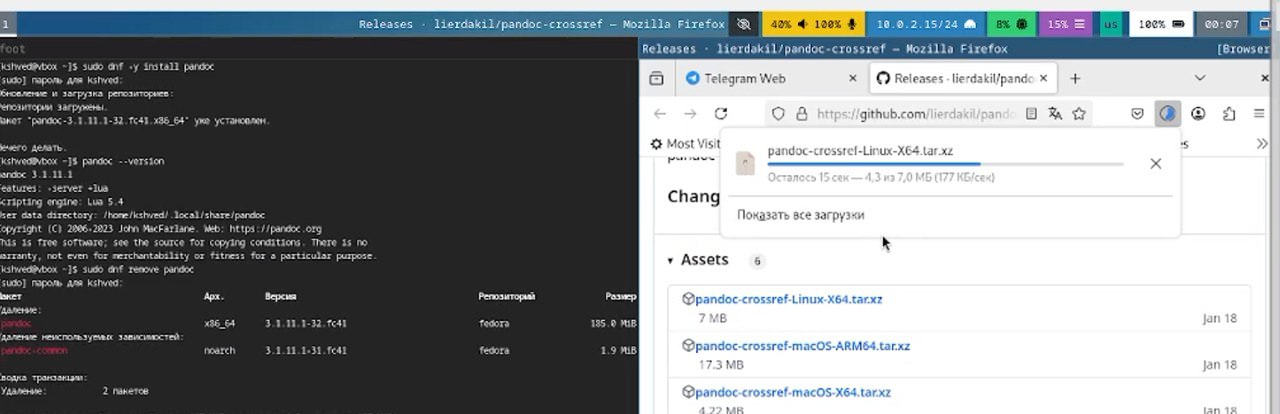 1 Releases · lierdakil/pandoc-crossref — Mozilla Firefox 40% 100% 10.0.2.15/24 8% 15% us 100% 00:07
foot
kshved@vbox ~]$ sudo dnf -y install pandoc
[sudo] пароль для kshved:
Обновление и загрузка репозиториев:
Репозитории загружены.
Пакет "pandoc-3.1.11.1-32.fc41.x86_64" уже установлен.
Нечего делать.
[kshved@vbox ~]$ pandoc --version
pandoc 3.1.11.1
Features: +server +lua
Scripting engine: Lua 5.4
User data directory: /home/kshved/.local/share/pandoc
Copyright (C) 2006-2023 John MacFarlane. Web: https://pandoc.org
This is free software; see the source for copying conditions. There is no
warranty, not even for merchantability or fitness for a particular purpose.
[kshved@vbox ~]$ sudo dnf remove pandoc
[sudo] пароль для kshved:
Пакет Арх. Версия Репозиторий Размер
Удаление:
pandoc x86_64 3.1.11.1-32.fc41 fedora 185.0 MiB
Удаление неиспользуемых зависимостей:
pandoc-common noarch 3.1.11.1-31.fc41 fedora 1.9 MiB
Сводка транзакции:
Удаление: 2 пакетов
Releases · lierdakil/pandoc-crossref — Mozilla Firefox [Browser
Telegram Web
Releases · lierdakil/pando
https://github.com/lierdakil/pando
Most Visit
pandoc-crossref-Linux-X64.tar.xz
Осталось 15 сек — 4,3 из 7,0 МБ (177 КБ/сек)
Показать все загрузки
Chang
Assets 6
pandoc-crossref-Linux-X64.tar.xz
7 MB Jan 18
pandoc-crossref-macOS-ARM64.tar.xz
17.3 MB Jan 18
pandoc-crossref-macOS-X64.tar.xz
4.22 MB Jan 18